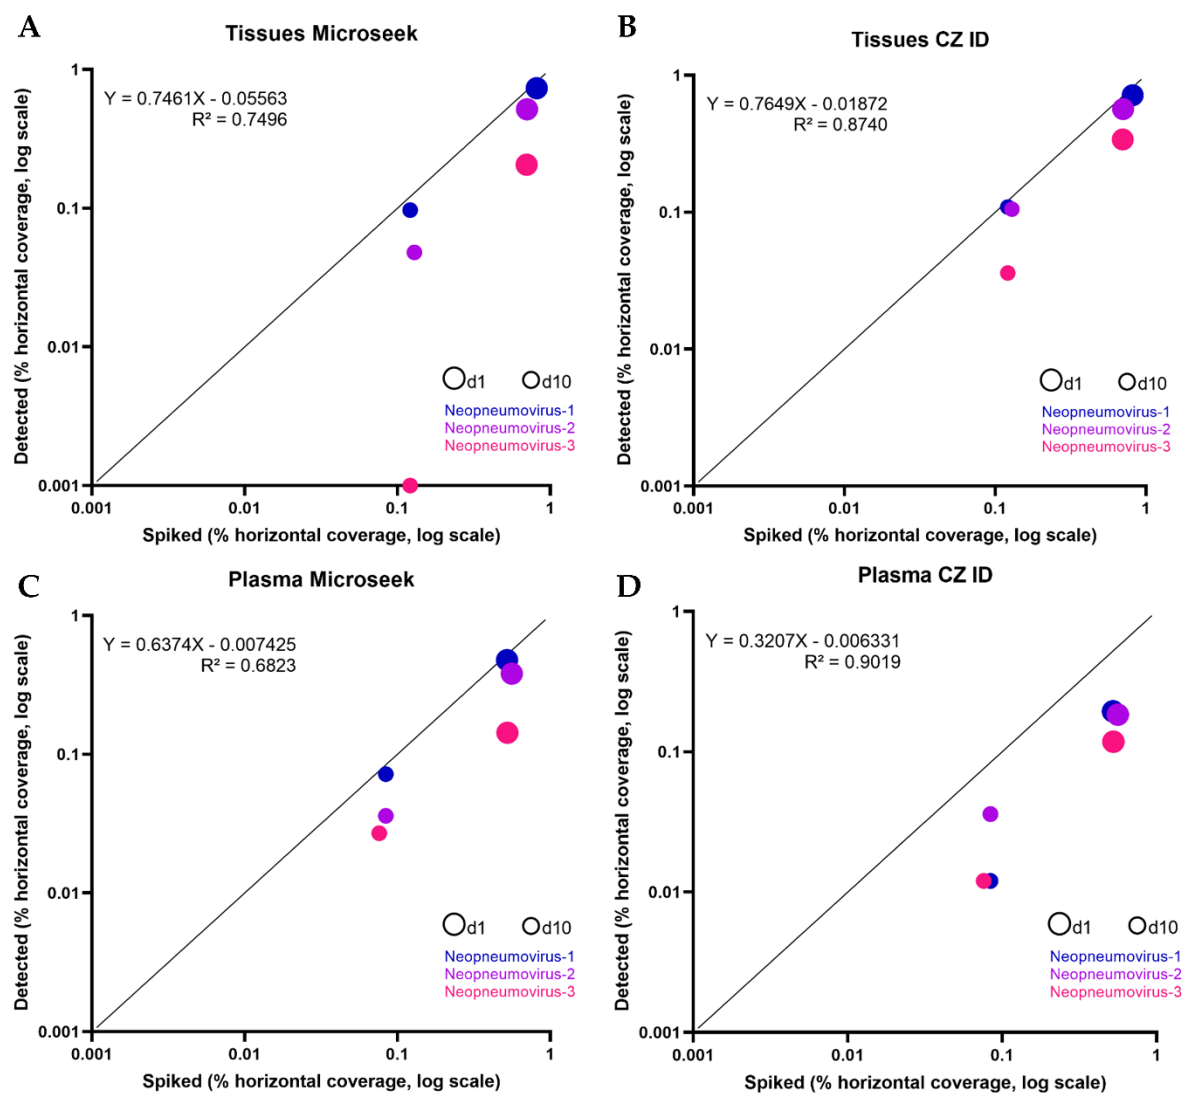 A
Tissues Microseek
Y = 0.7461X - 0.05563
R² = 0.7496
Detected (% horizontal coverage, log scale)
1
0.1
0.01
0.001
d1
d10
Neopneumovirus-1
Neopneumovirus-2
Neopneumovirus-3
0.001
0.01
0.1
1
Spiked (% horizontal coverage, log scale)
B
Tissues CZ ID
Y = 0.7649X - 0.01872
R² = 0.8740
Detected (% horizontal coverage, log scale)
1
0.1
0.01
0.001
d1
d10
Neopneumovirus-1
Neopneumovirus-2
Neopneumovirus-3
0.001
0.01
0.1
1
Spiked (% horizontal coverage, log scale)
C
Plasma Microseek
Y = 0.6374X - 0.007425
R² = 0.6823
Detected (% horizontal coverage, log scale)
1
0.1
0.01
0.001
d1
d10
Neopneumovirus-1
Neopneumovirus-2
Neopneumovirus-3
0.001
0.01
0.1
1
Spiked (% horizontal coverage, log scale)
D
Plasma CZ ID
Y = 0.3207X - 0.006331
R² = 0.9019
Detected (% horizontal coverage, log scale)
1
0.1
0.01
0.001
d1
d10
Neopneumovirus-1
Neopneumovirus-2
Neopneumovirus-3
0.001
0.01
0.1
1
Spiked (% horizontal coverage, log scale)